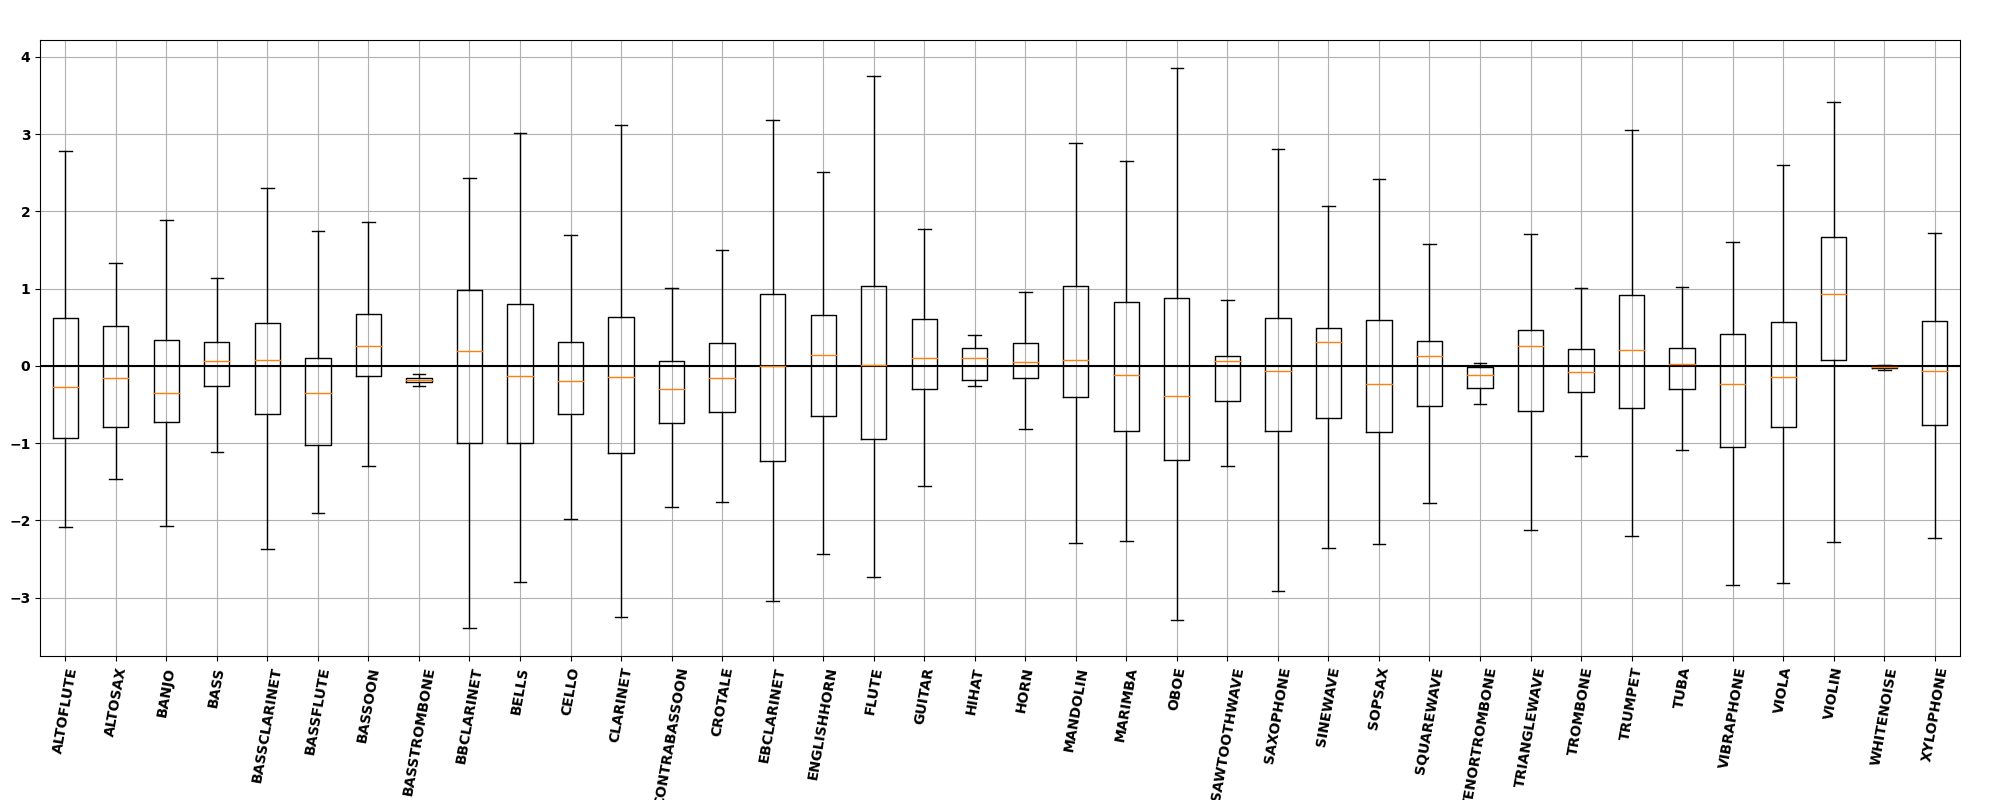 4
3
2
1
0
−1
−2
−3
ALTOFLUTE
ALTOSAX
BANJO
BASS
BASSCLARINET
BASSFLUTE
BASSOON
BASSTROMBONE
BBCLARINET
BELLS
CELLO
CLARINET
CONTRABASSOON
CROTALE
EBCLARINET
ENGLISHHORN
FLUTE
GUITAR
HIHAT
HORN
MANDOLIN
MARIMBA
OBOE
SAWTOOTHWAVE
SAXOPHONE
SINEWAVE
SOPSAX
SQUAREWAVE
TENORTROMBONE
TRIANGLEWAVE
TROMBONE
TRUMPET
TUBA
VIBRAPHONE
VIOLA
VIOLIN
WHITENOISE
XYLOPHONE